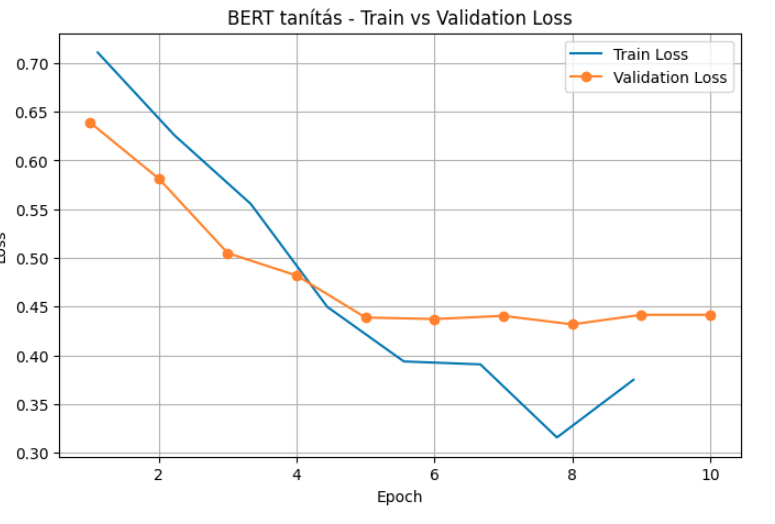 BERT tanítás - Train vs Validation Loss
Train Loss
Validation Loss
0.70
0.65
0.60
0.55
0.50
0.45
0.40
0.35
0.30
Loss
2
4
6
8
10
Epoch